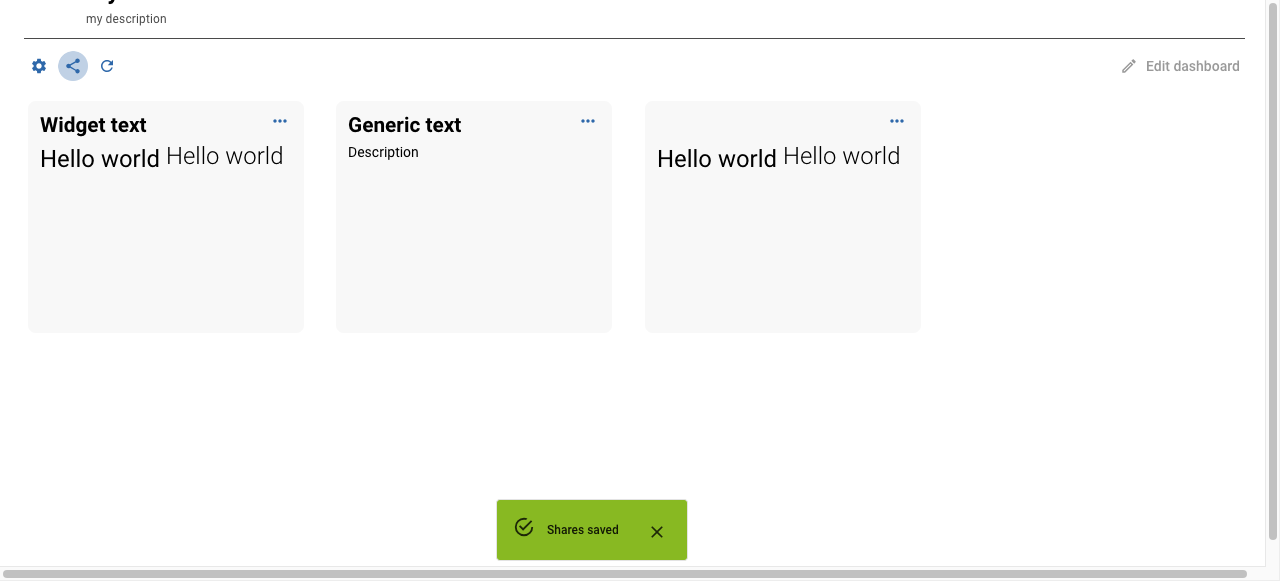 my description
Edit dashboard
Widget text
Hello world Hello world
Generic text
Description
Hello world Hello world
Shares saved